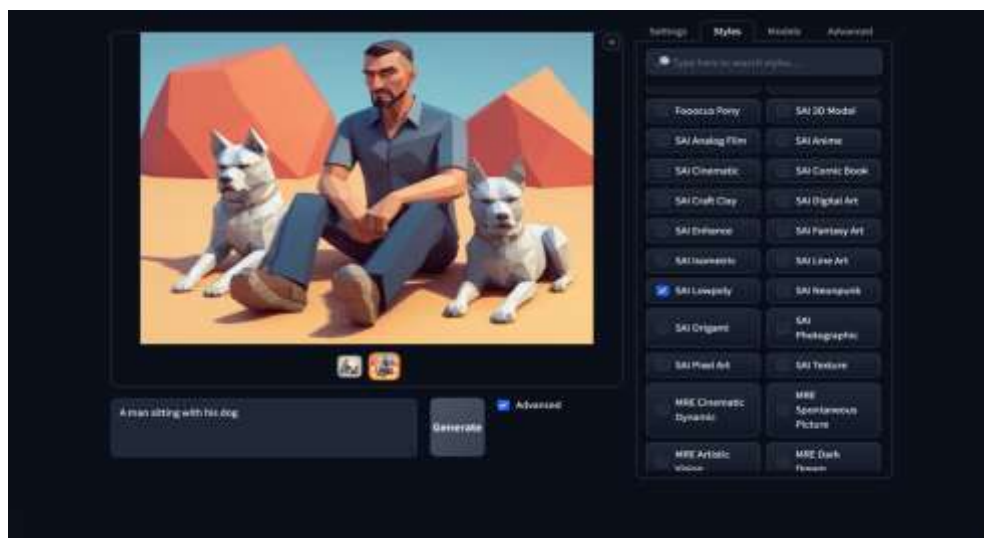 Settings
Styles
Models
Advanced
Type here to search styles...
Fooocus Pony
SAI 3D Model
SAI Analog Film
SAI Anime
SAI Cinematic
SAI Comic Book
SAI Craft Clay
SAI Digital Art
SAI Enhance
SAI Fantasy Art
SAI Isometric
SAI Line Art
SAI Lowpoly
SAI Neonpunk
SAI Origami
SAI
Photographic
SAI Pixel Art
SAI Texture
MRE Cinematic
Dynamic
MRE
Spontaneous
Picture
MRE Artistic
Vision
MRE Dark
Dream
A man sitting with his dog
Generate
Advanced